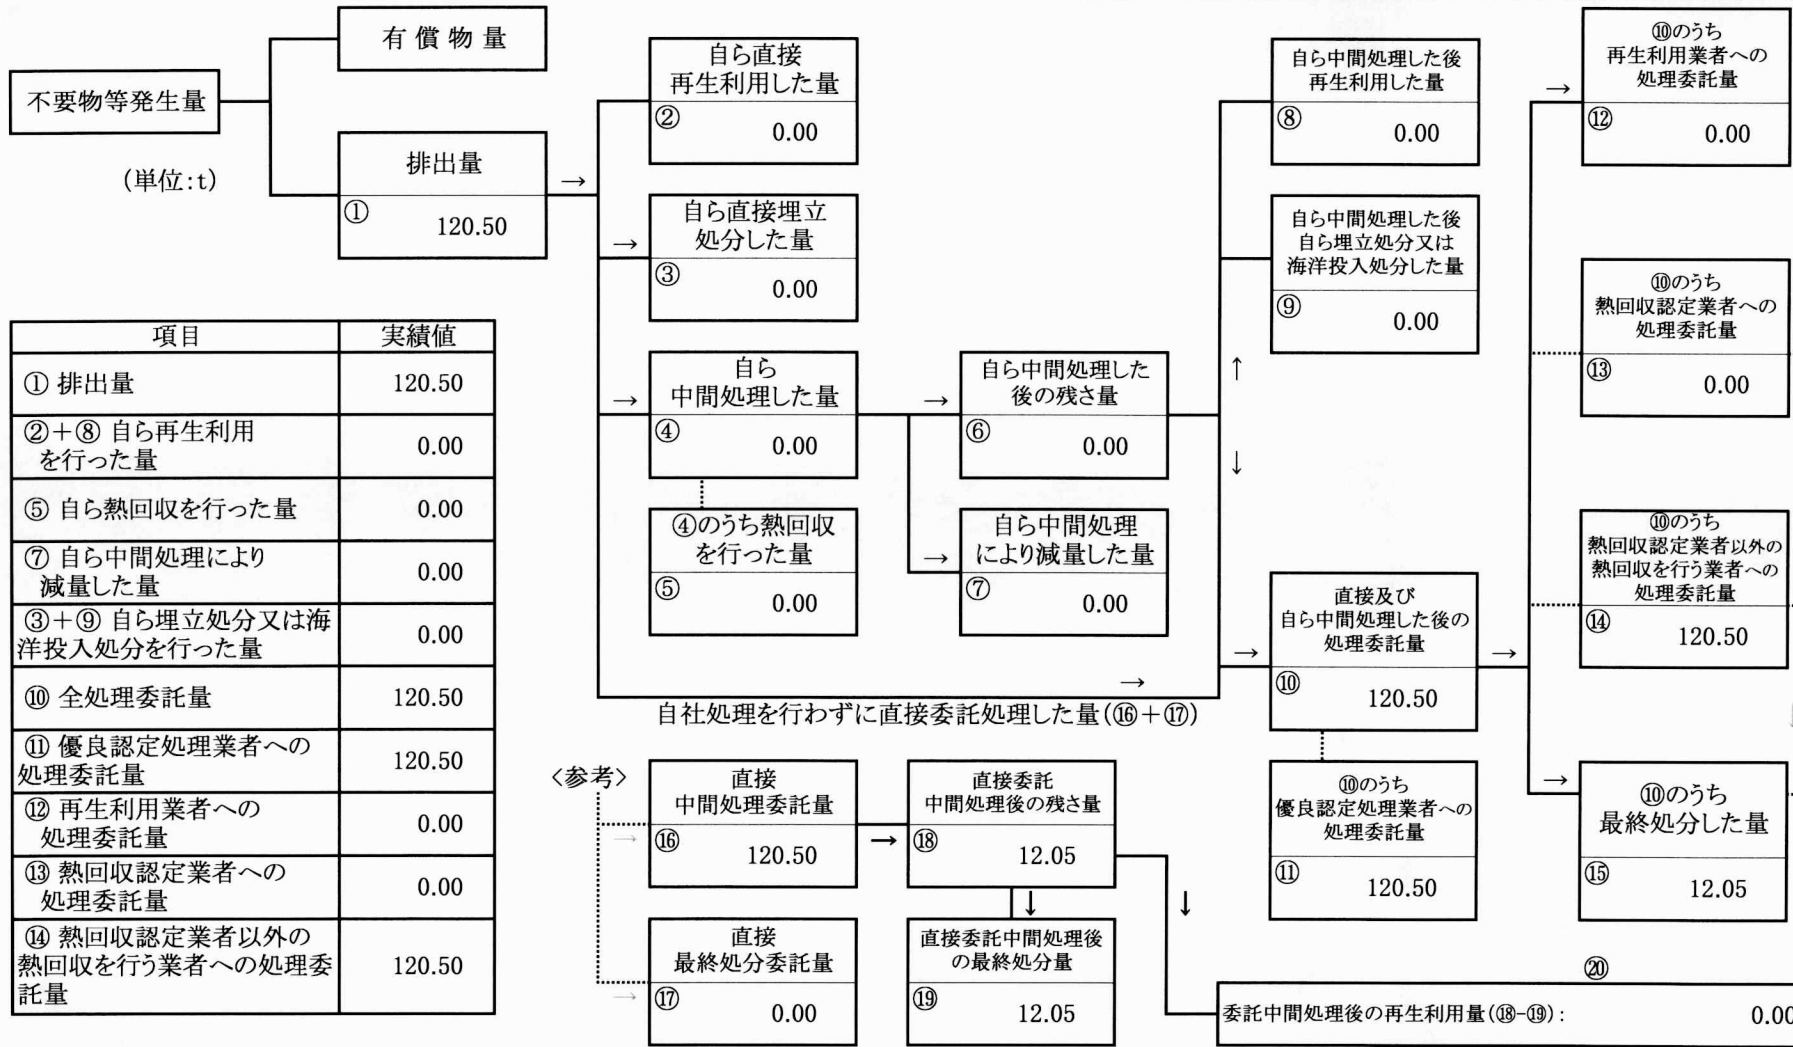 不要物等発生量
(単位:t)
有償物量
排出量
① 120.50
→
自ら直接
再生利用した量
② 0.00
→
自ら直接埋立
処分した量
③ 0.00
→
自ら
中間処理した量
④ 0.00
④のうち熱回収
を行った量
⑤ 0.00
→
自ら中間処理した
後の残さ量
⑥ 0.00
→
自ら中間処理
により減量した量
⑦ 0.00
↑
↓
自ら中間処理した後
再生利用した量
⑧ 0.00
自ら中間処理した後
自ら埋立処分又は
海洋投入処分した量
⑨ 0.00
→
自社処理を行わずに直接委託処理した量(⑯+⑰)
→
直接及び
自ら中間処理した後の
処理委託量
⑩ 120.50
⑩のうち
優良認定処理業者への
処理委託量
⑪ 120.50
→
→
⑩のうち
再生利用業者への
処理委託量
⑫ 0.00
⑩のうち
熱回収認定業者への
処理委託量
⑬ 0.00
⑩のうち
熱回収認定業者以外の
熱回収を行う業者への
処理委託量
⑭ 120.50
→
⑩のうち
最終処分した量
⑮ 12.05
項目 実績値
① 排出量 120.50
②+⑧ 自ら再生利用
を行った量 0.00
⑤ 自ら熱回収を行った量 0.00
⑦ 自ら中間処理により
減量した量 0.00
③+⑨ 自ら埋立処分又は海
洋投入処分を行った量 0.00
⑩ 全処理委託量 120.50
⑪ 優良認定処理業者への
処理委託量 120.50
⑫ 再生利用業者への
処理委託量 0.00
⑬ 熱回収認定業者への
処理委託量 0.00
⑭ 熱回収認定業者以外の
熱回収を行う業者への処理委
託量 120.50
〈参考〉
→
直接
中間処理委託量
⑯ 120.50
→
直接委託
中間処理後の残さ量
⑱ 12.05
→
直接
最終処分委託量
⑰ 0.00
↓
直接委託中間処理後
の最終処分量
⑲ 12.05
↓
⑳
委託中間処理後の再生利用量(⑱-⑲): 0.00